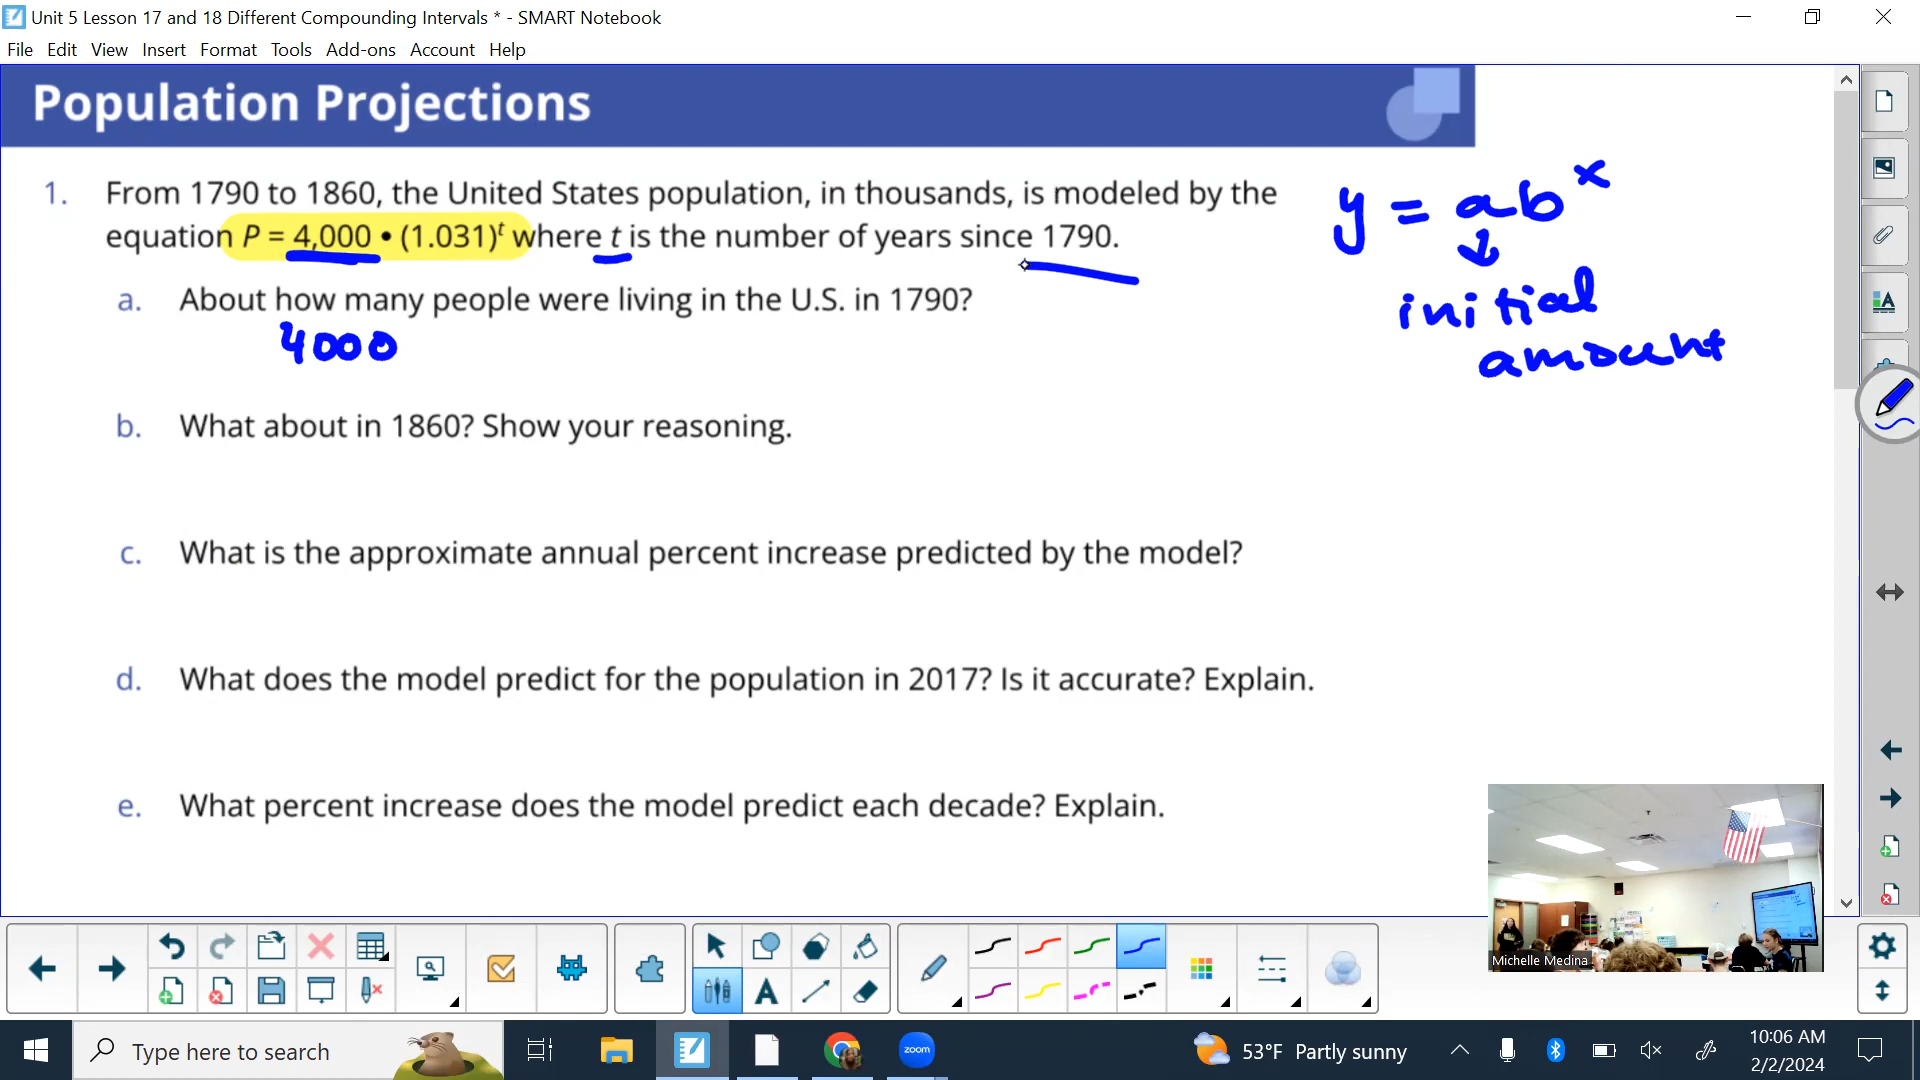 Unit 5 Lesson 17 and 18 Different Compounding Intervals * - SMART Notebook
File Edit View Insert Format Tools Add-ons Account Help
Population Projections
1. From 1790 to 1860, the United States population, in thousands, is modeled by the
equation P = 4,000 • (1.031)^t where t is the number of years since 1790.
y = ab^x
initial
amount
a. About how many people were living in the U.S. in 1790?
4000
b. What about in 1860? Show your reasoning.
c. What is the approximate annual percent increase predicted by the model?
d. What does the model predict for the population in 2017? Is it accurate? Explain.
e. What percent increase does the model predict each decade? Explain.
Michelle Medina
Type here to search
zoom
53°F Partly sunny
10:06 AM
2/2/2024